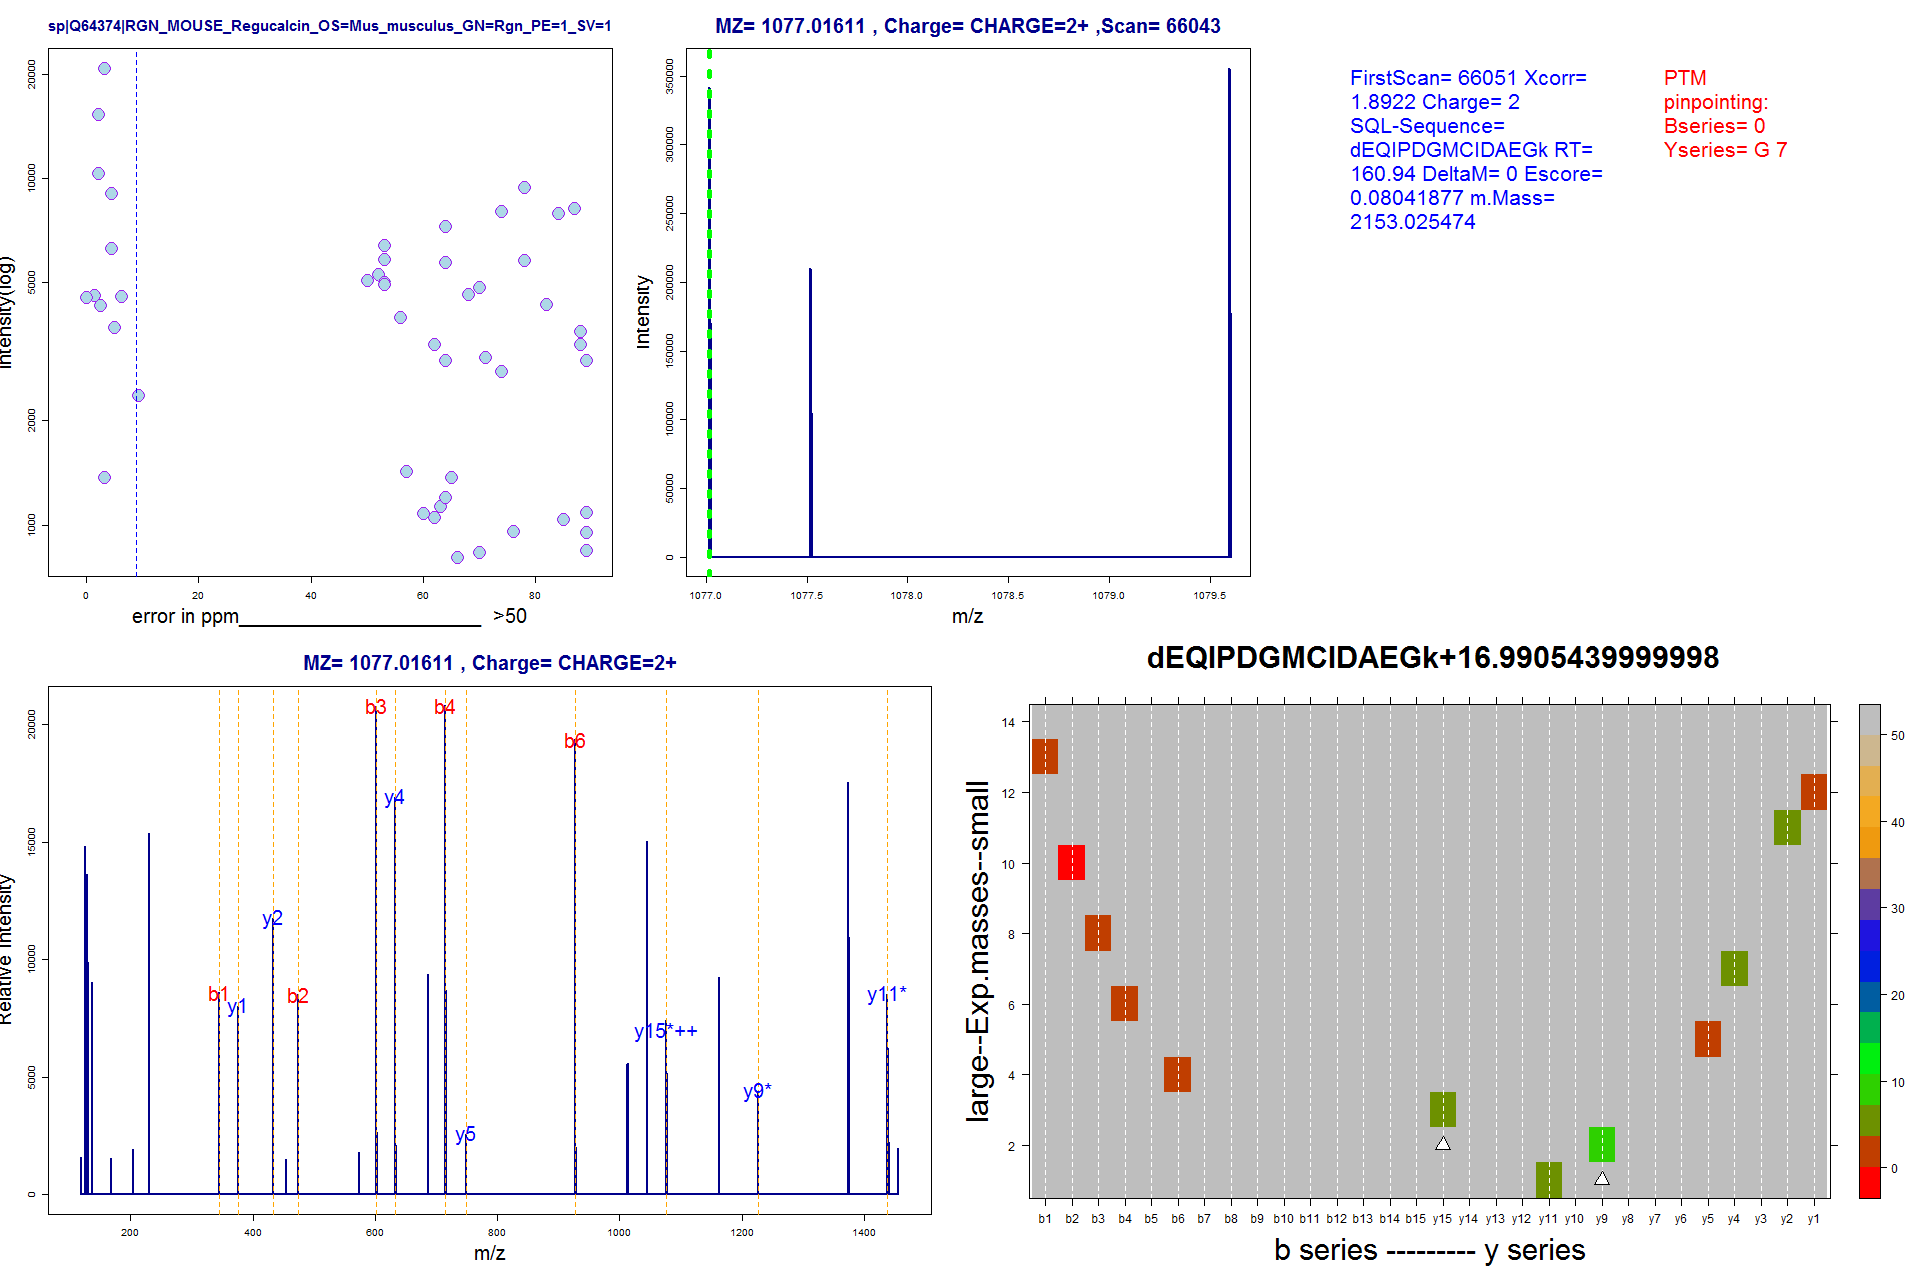 sp|Q64374|RGN_MOUSE_Regucalcin_OS=Mus_musculus_GN=Rgn_PE=1_SV=1
Intensity(log)
20000
10000
5000
2000
1000
0 20 40 60 80
error in ppm______________________ >50
MZ= 1077.01611 , Charge= CHARGE=2+ ,Scan= 66043
Intensity
350000
300000
250000
200000
150000
100000
50000
0
1077.0 1077.5 1078.0 1078.5 1079.0 1079.5
m/z
FirstScan= 66051 Xcorr=
1.8922 Charge= 2
SQL-Sequence=
dEQIPDGMCIDAEGk RT=
160.94 DeltaM= 0 Escore=
0.08041877 m.Mass=
2153.025474
PTM
pinpointing:
Bseries= 0
Yseries= G 7
MZ= 1077.01611 , Charge= CHARGE=2+
Relative Intensity
20000
15000
10000
5000
0
b3
b4
b6
y4
y2
b1
y1
b2
y11*
y15*++
y9*
y5
200 400 600 800 1000 1200 1400
m/z
dEQIPDGMCIDAEGk+16.9905439999998
large--Exp.masses--small
14
12
10
8
6
4
2
b1 b2 b3 b4 b5 b6 b7 b8 b9 b10 b11 b12 b13 b14 b15 y15 y14 y13 y12 y11 y10 y9 y8 y7 y6 y5 y4 y3 y2 y1
b series --------- y series
50
40
30
20
10
0